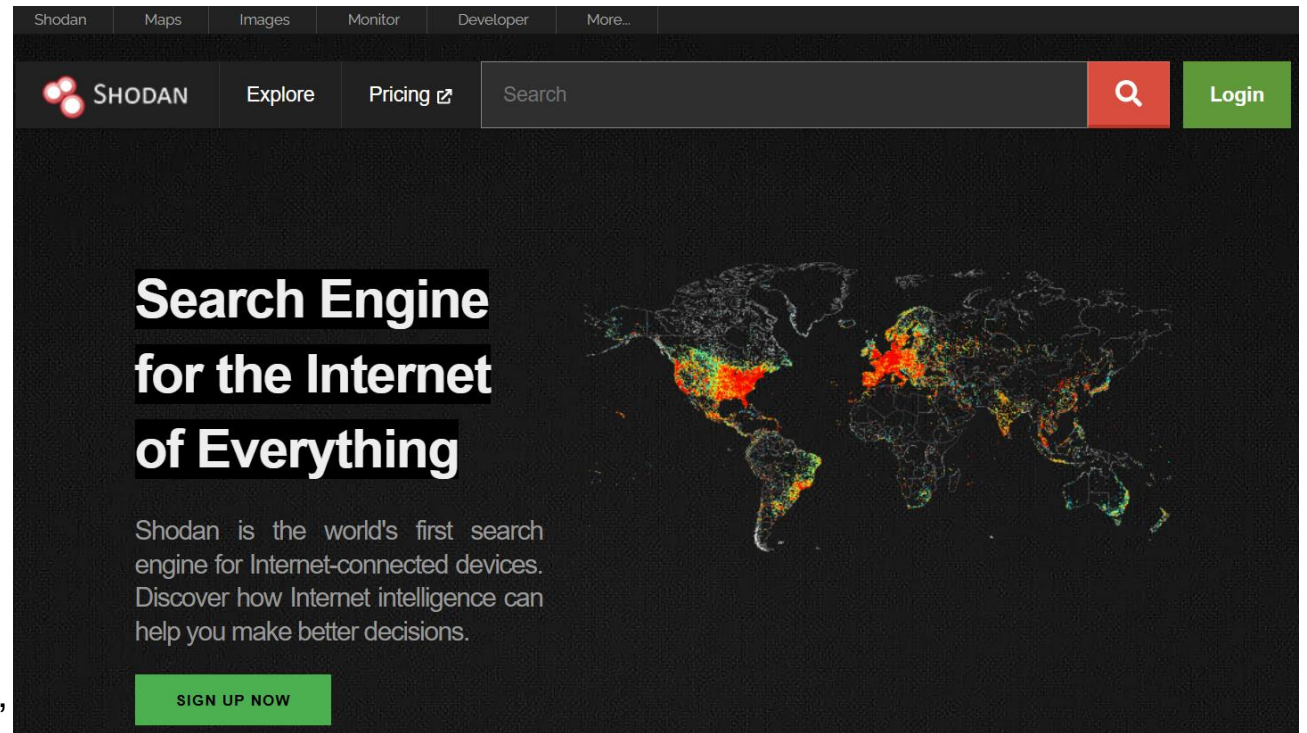 Shodan Maps Images Monitor Developer More...
SHODAN Explore Pricing Search Login
Search Engine
for the Internet
of Everything
Shodan is the world's first search
engine for Internet-connected devices.
Discover how Internet intelligence can
help you make better decisions.
SIGN UP NOW
,